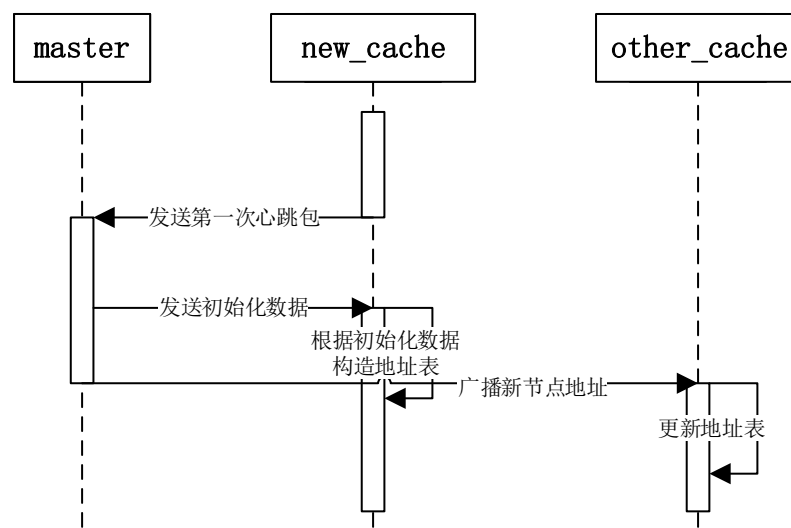 master
new_cache
other_cache
发送第一次心跳包
发送初始化数据
根据初始化数据
构造地址表
广播新节点地址
更新地址表